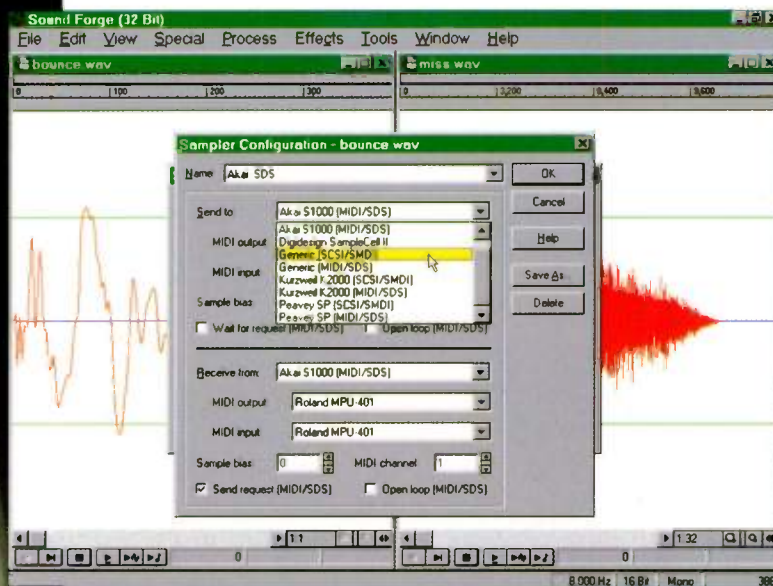 Sound Forge (32 Bit)
File Edit View Special Process Effects Tools Window Help
bounce.wav
miss.wav
0 100 200 300
0 3,200 6,400 9,600
Sampler Configuration - bounce.wav
Name: Akai SDS
OK
Cancel
Help
Save As...
Delete
Send to: Akai S1000 (MIDI/SDS)
Akai S1000 (MIDI/SDS)
Digidesign SampleCell II
Generic (SCSI/SMDI)
Generic (MIDI/SDS)
Kurzweil K2000 (SCSI/SMDI)
Kurzweil K2000 (MIDI/SDS)
Peavey SP (SCSI/SMDI)
Peavey SP (MIDI/SDS)
MIDI output:
MIDI input:
Sample bias:
Wait for request (MIDI/SDS) Open loop (MIDI/SDS)
Receive from: Akai S1000 (MIDI/SDS)
MIDI output: Roland MPU-401
MIDI input: Roland MPU-401
Sample bias: 0 MIDI channel: 1
Send request (MIDI/SDS) Open loop (MIDI/SDS)
1:1
1:32
0
0
8,000 Hz 16 Bit Mono